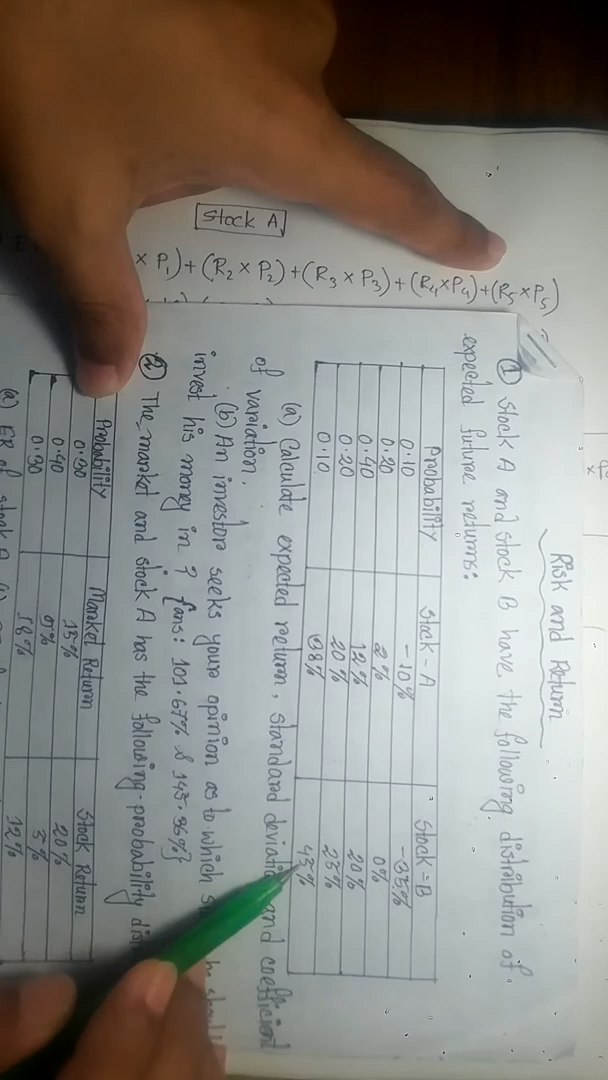 Stock A
× P₁) + (R₂ × P₂) + (R₃ × P₃) + (R₄ × P₄) + (R₅ × P₅)
Risk and Return
① Stock A and stock B have the following distribution of
expected future returns:
Probability Stock - A Stock - B
0.10 -10% -35%
0.20 2% 0%
0.40 12% 20%
0.20 20% 25%
0.10 38% 45%
(a) Calculate expected return, standard deviatio and coefficient
of variation.
(b) An investor seeks your opinion as to which s he should
invest his money in? {ans: 101.67% & 145.36%}
② The market and stock A has the following probability dist
Probability Market Return Stock Return
0.30 15% 20%
0.40 9% 5%
0.30 18% 12%
(a) ER of stock A